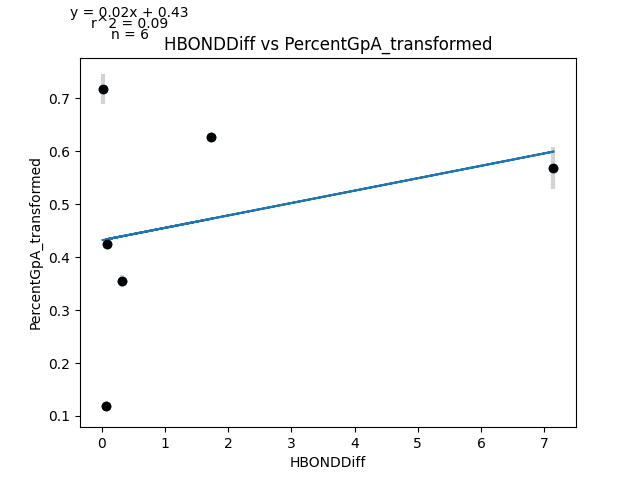 y = 0.02x + 0.43
r^2 = 0.09
n = 6
HBONDDiff vs PercentGpA_transformed
PercentGpA_transformed
0.7
0.6
0.5
0.4
0.3
0.2
0.1
0 1 2 3 4 5 6 7
HBONDDiff